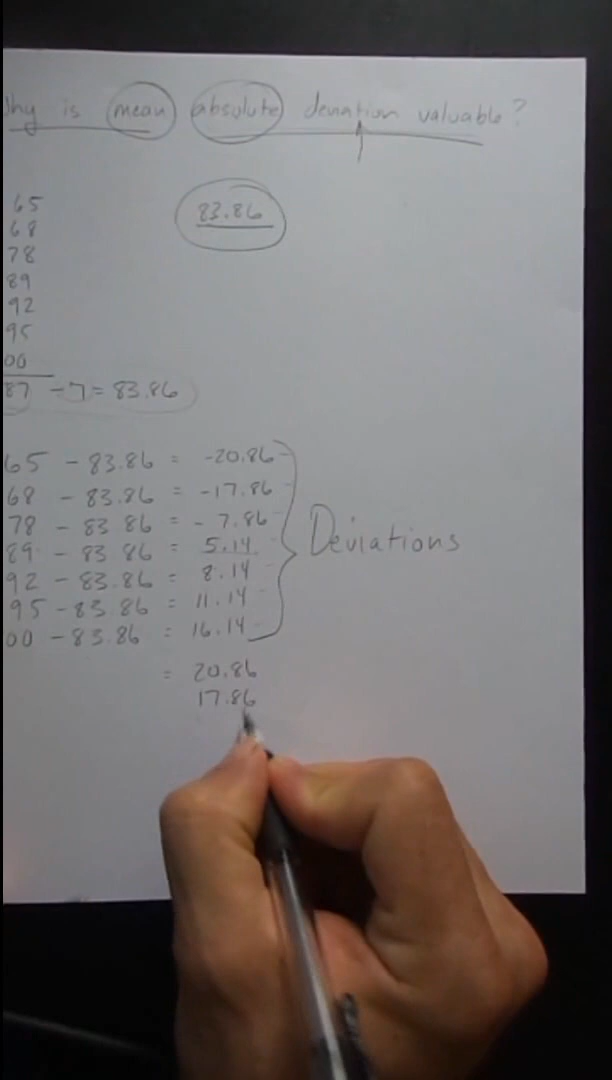 Why is mean absolute deviation valuable?
65
68
78
89
92
95
00
87 ÷ 7 = 83.86
83.86
65 - 83.86 = -20.86
68 - 83.86 = -17.86
78 - 83 86 = - 7.86
89 - 83 86 = 5.14
92 - 83.86 = 8.14
95 - 83.86 = 11.14
00 - 83.86 = 16.14
Deviations
= 20.86
17.86